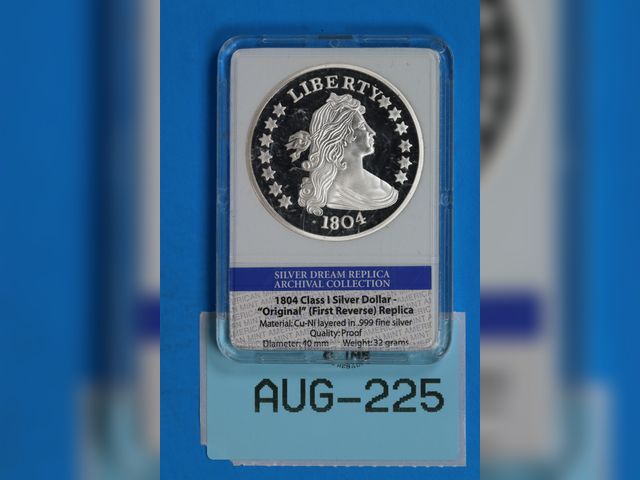 LIBERTY
1804
SILVER DREAM REPLICA
ARCHIVAL COLLECTION
1804 Class I Silver Dollar -
"Original" (First Reverse) Replica
Material: Cu-Ni layered in .999 fine silver
Quality: Proof
Diameter: 40 mm Weight: 32 grams
AUG-225